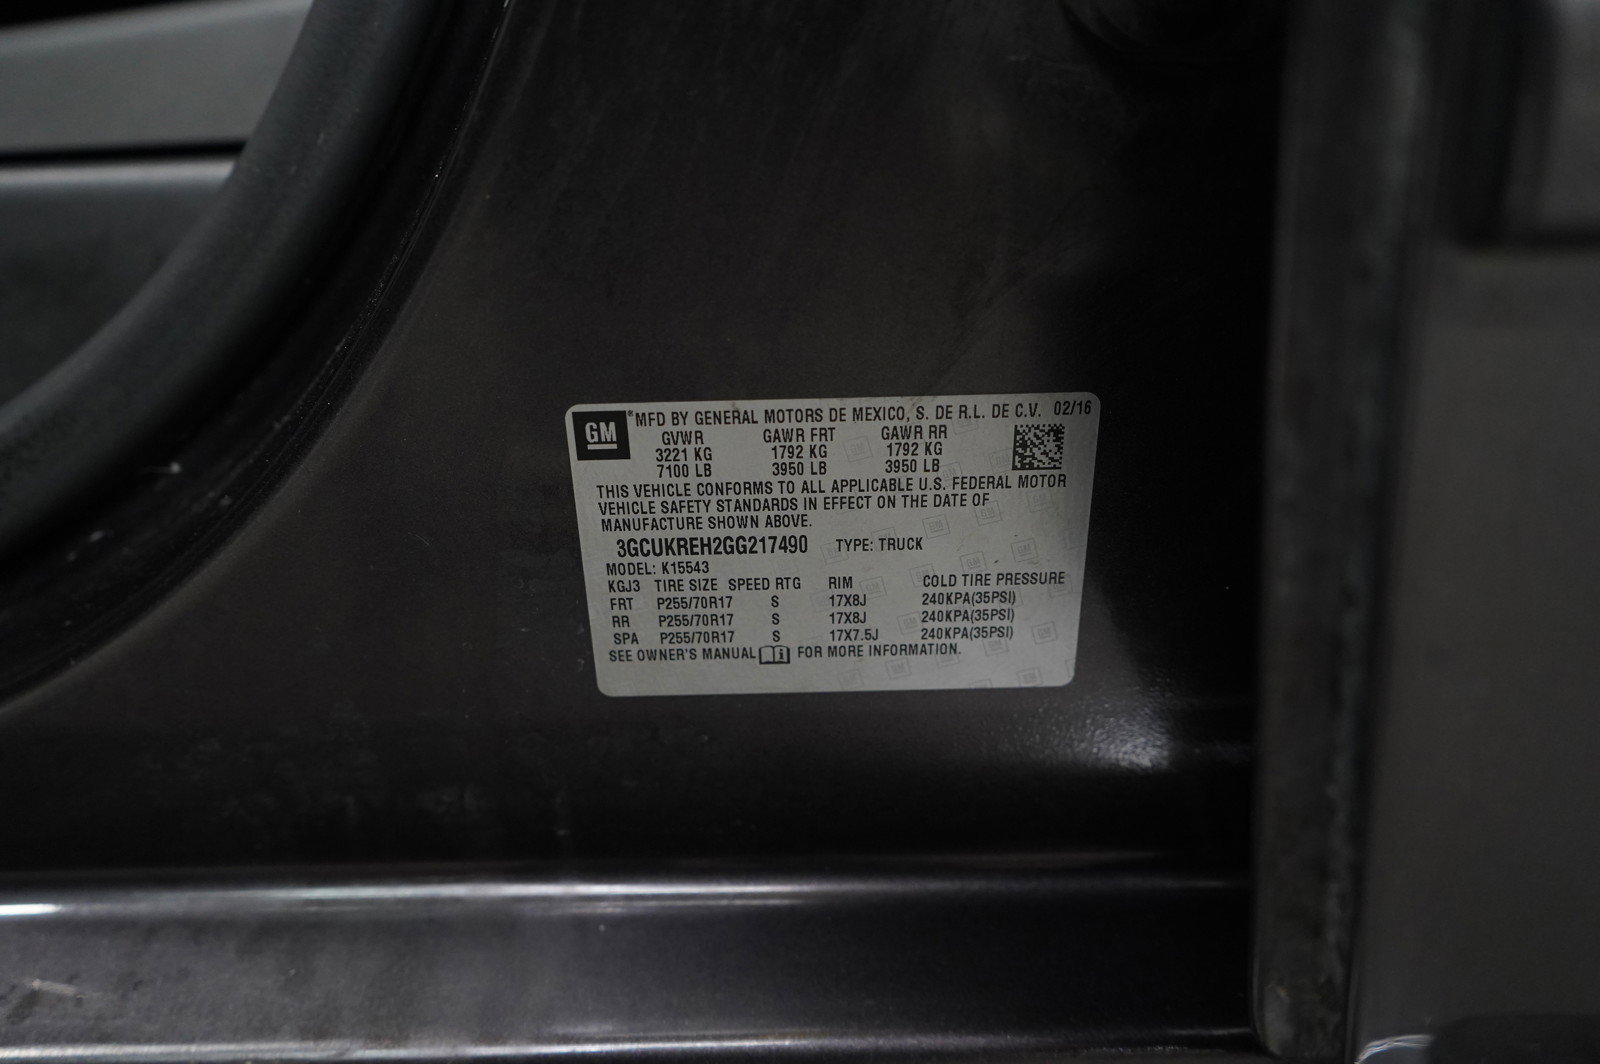 GM
MFD BY GENERAL MOTORS DE MEXICO, S. DE R.L. DE C.V. 02/16
GVWR GAWR FRT GAWR RR
3221 KG 1792 KG 1792 KG
7100 LB 3950 LB 3950 LB
THIS VEHICLE CONFORMS TO ALL APPLICABLE U.S. FEDERAL MOTOR
VEHICLE SAFETY STANDARDS IN EFFECT ON THE DATE OF
MANUFACTURE SHOWN ABOVE.
3GCUKREH2GG217490 TYPE: TRUCK
MODEL: K15543
KGJ3 TIRE SIZE SPEED RTG RIM COLD TIRE PRESSURE
FRT P255/70R17 S 17X8J 240KPA(35PSI)
RR P255/70R17 S 17X8J 240KPA(35PSI)
SPA P255/70R17 S 17X7.5J 240KPA(35PSI)
SEE OWNER'S MANUAL i FOR MORE INFORMATION.